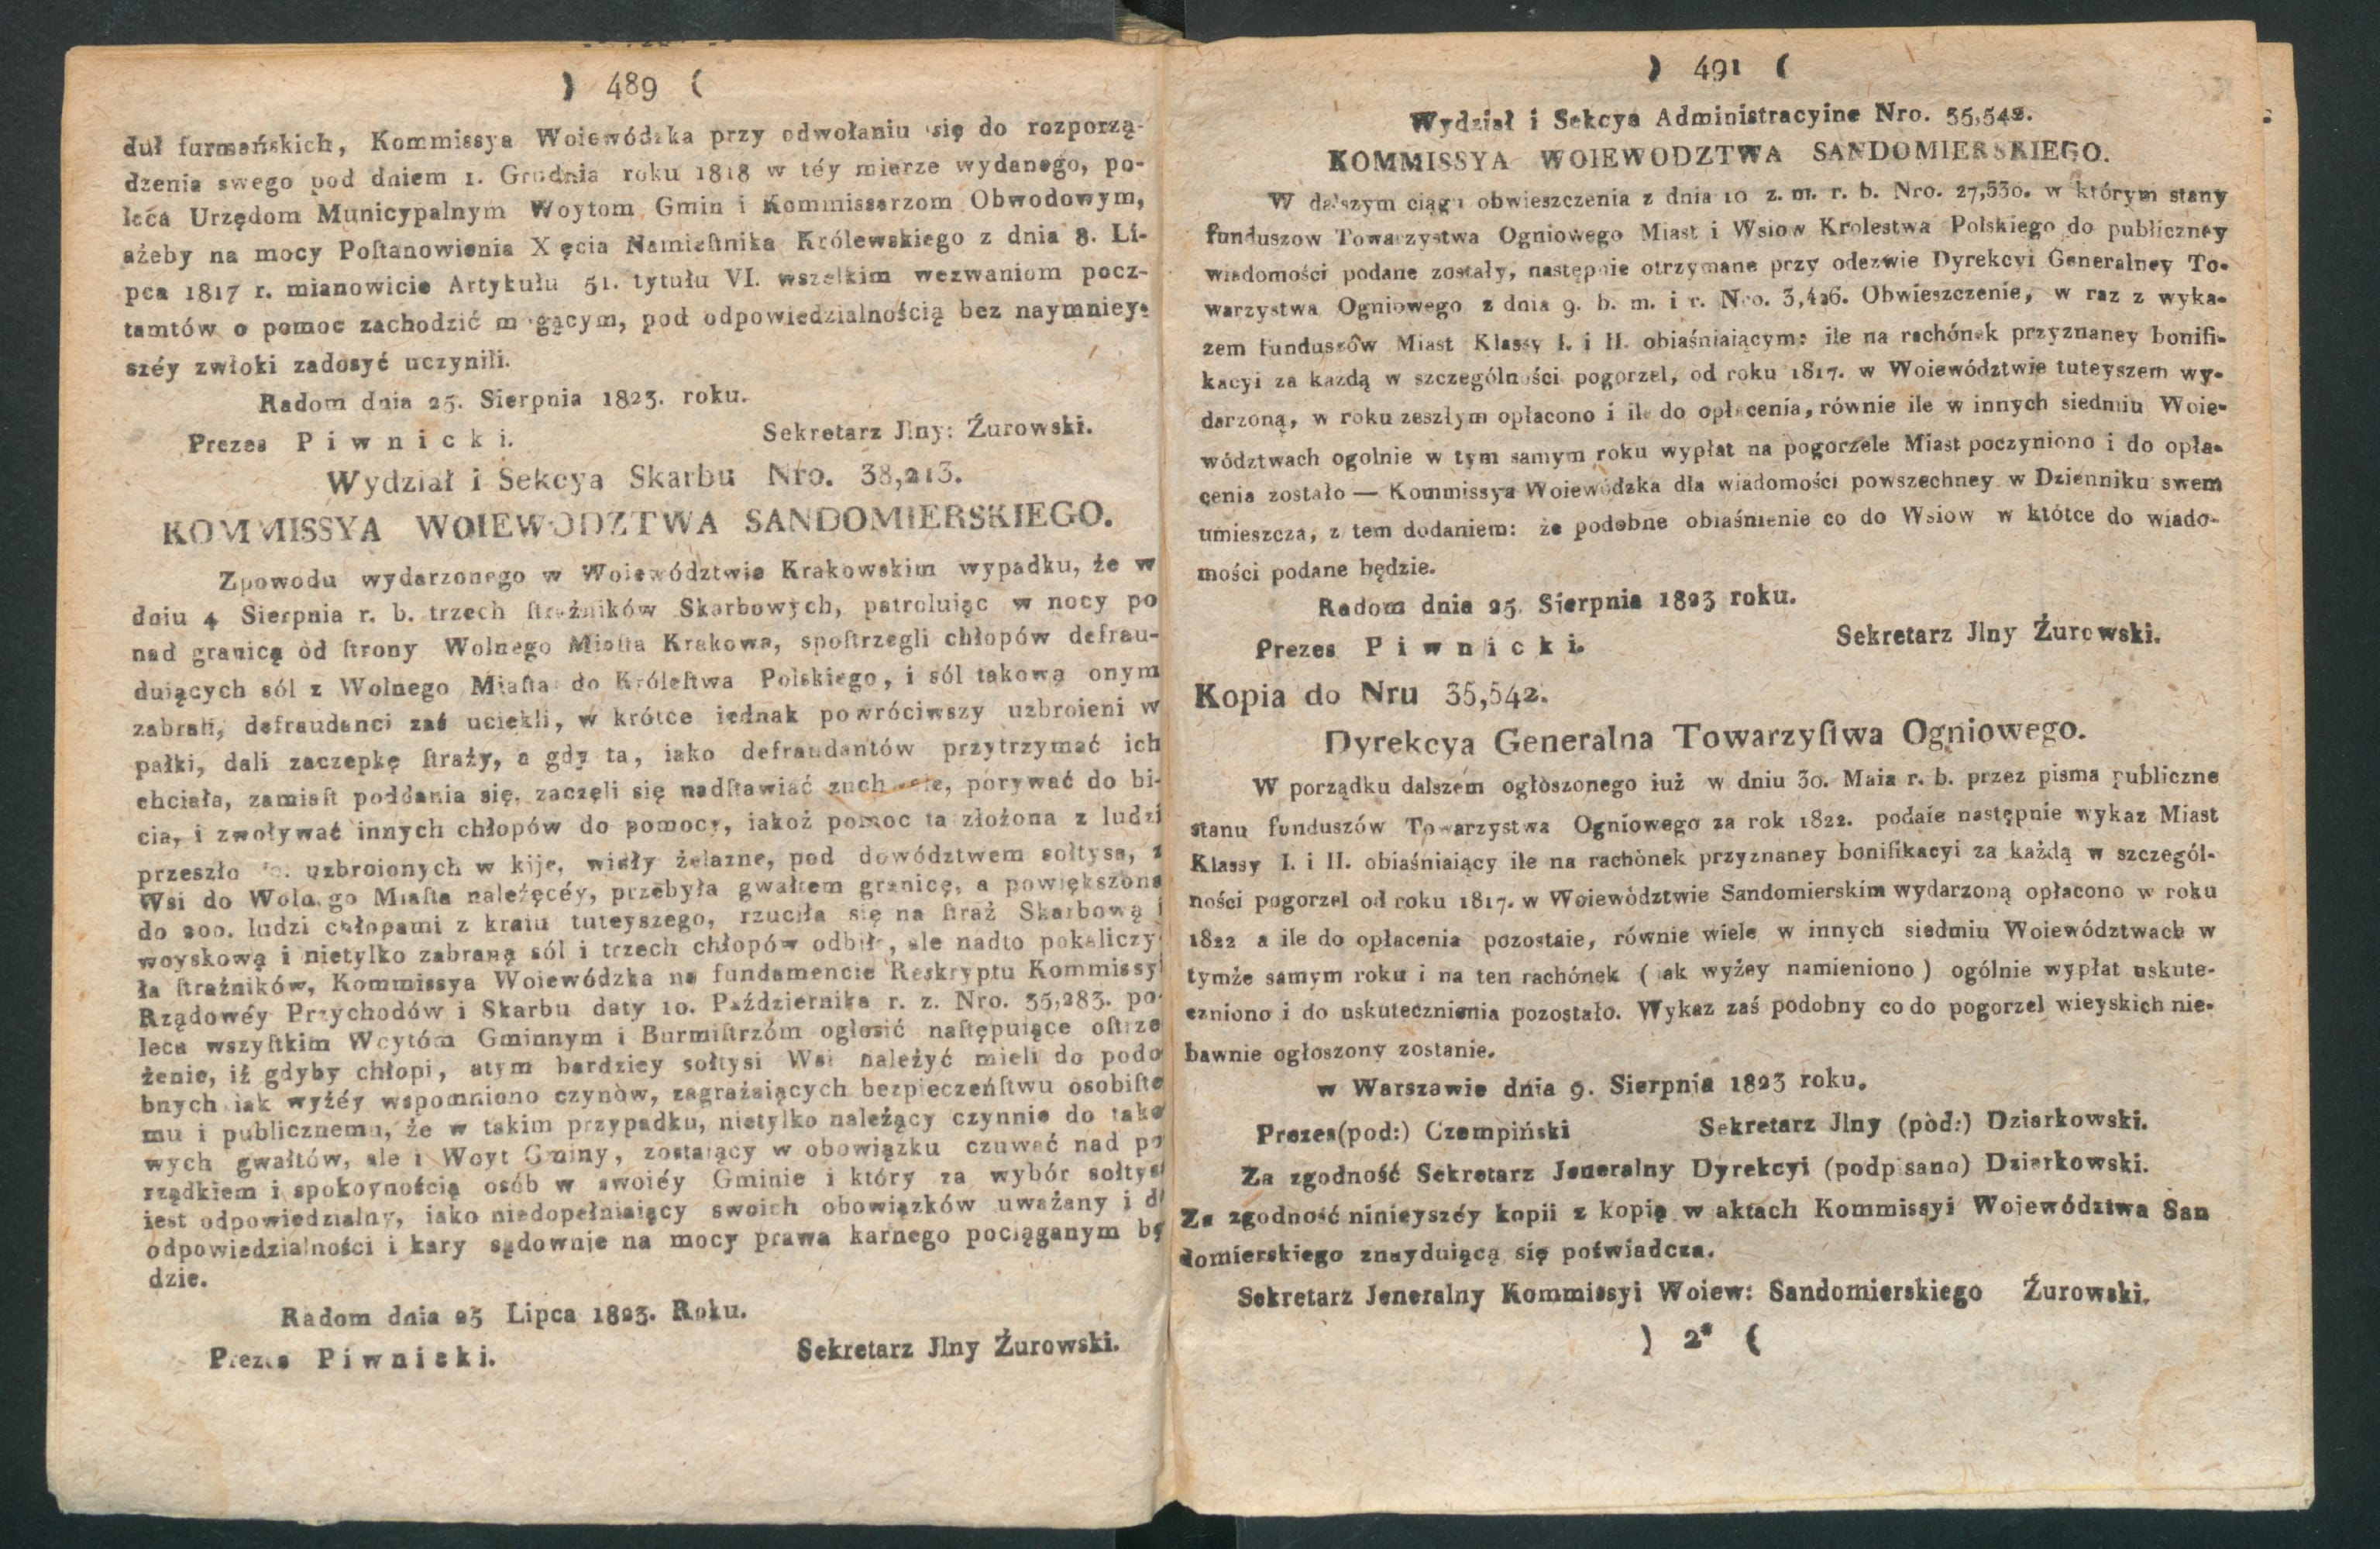 ) 489 (
duł furmańskich, Kommissya Woiewódzka przy odwołaniu się do rozporzą-
dzenia swego pod dniem 1. Grudnia roku 1818 w téy mierze wydanego, po-
leca Urzędom Municypalnym Woytom Gmin i Kommissarzom Obwodowym,
ażeby na mocy Poſtanowienia Xęcia Namieſtnika Królewskiego z dnia 8. Li-
pca 1817 r. mianowicie Artykułu 51. tytułu VI. wszelkim wezwaniom pocz-
tamtów o pomoc zachodzić mogącym, pod odpowiedzialnością bez naymniey-
széy zwłoki zadosyć uczynili.
Radom dnia 25. Sierpnia 1823. roku.
Prezes Piwnicki. Sekretarz Jlny: Żurowski.
Wydział i Sekcya Skarbu Nro. 38,213.
KOMMISSYA WOIEWODZTWA SANDOMIERSKIEGO.
Zpowodu wydarzonego w Woiewództwie Krakowskim wypadku, że w
dniu 4 Sierpnia r. b. trzech ſtrażników Skarbowych, patroluiąc w nocy po
nad granicą od ſtrony Wolnego Miaſta Krakowa, spoſtrzegli chłopów defrau-
duiących sól z Wolnego Miaſta do Króleſtwa Polskiego, i sól takową onym
zabrali, defraudanci zaś uciekli, w krótce iednak powróciwszy uzbroieni w
pałki, dali zaczepkę ſtraży, a gdy ta, iako defraudantów przytrzymać ich
chciała, zamiaſt poddania się, zaczęli się nadſtawiać, porywać do bi-
cia, i zwoływać innych chłopów do pomocy, iakoż pomoc ta złożona z ludzi
przeszło uzbroionych w kije, widły żelazne, pod dowództwem sołtysa, z
Wsi do Wolnego Miaſta należęcéy, przebyła gwałtem granicę, a powiększona
do 200. ludzi chłopami z kraiu tuteyszego, rzuciła się na ſtraż Skarbową i
woyskową i nietylko zabraną sól i trzech chłopów odbiła, ale nadto pokaliczy
ła ſtrażników, Kommissya Woiewódzka na fundamencie Reskryptu Kommissy
Rządowéy Przychodów i Skarbu daty 10. Października r. z. Nro. 35,283. po-
leca wszyſtkim Woytóm Gminnym i Burmiſtrzóm ogłosić naſtępuiące oſtrze
żenie, iż gdyby chłopi, atym bardziey sołtysi Wsi należyć mieli do podo
bnych iak wyżéy wspomniono czynòw, zagrażaiących bezpieczeńſtwu osobiſte
mu i publicznemu, że w takim przypadku, nietylko należący czynnie do tako
wych gwałtów, ale i Woyt Gminy, zostaiący w obowiązku czuwać nad po
rządkiem i spokoynością osób w swoiéy Gminie i który za wybór sołtys
iest odpowiedzialny, iako niedopełniaiący swoich obowiązków uważany i d
odpowiedzialności i kary sądownie na mocy prawa karnego pociąganym bę
dzie.
Radom dnia 25 Lipca 1823. Roku.
Prezes Piwnicki. Sekretarz Jlny Żurowski.
) 491 (
Wydział i Sekcya Administracyine Nro. 35,542.
KOMMISSYA WOIEWODZTWA SANDOMIERSKIEGO.
W dalszym ciągu obwieszczenia z dnia 10 z. m. r. b. Nro. 27,530. w którym stany
funduszow Towarzystwa Ogniowego Miast i Wsiow Krolestwa Polskiego do publiczney
wiadomości podane zostały, następnie otrzymane przy odezwie Dyrekcyi Generalney To-
warzystwa Ogniowego z dnia 9. b. m. i r. Nro. 3,426. Obwieszczenie, w raz z wyka-
zem funduszów Miast Klassy I. i II. obiaśniaiącym: ile na rachónek przyznaney bonifi-
kacyi za kazdą w szczególności pogorzel, od roku 1817. w Woiewództwie tuteyszem wy-
darzoną, w roku zeszłym opłacono i ile do opłacenia, równie ile w innych siedmiu Woie-
wództwach ogolnie w tym samym roku wypłat na pogorzele Miast poczyniono i do opła-
cenia zostało — Kommissya Woiewódzka dla wiadomości powszechney w Dzienniku swem
umieszcza, z tem dodaniem: że podobne obiaśnienie co do Wsiow w któtce do wiado-
mości podane będzie.
Radom dnia 25. Sierpnia 1823 roku.
Prezes Piwnicki. Sekretarz Jlny Żurowski.
Kopia do Nru 35,542.
Dyrekcya Generalna Towarzyſtwa Ogniowego.
W porządku dalszém ogłoszonego iuż w dniu 30. Maia r. b. przez pisma publiczne
stanu funduszów Towarzystwa Ogniowego za rok 1822. podaie następnie wykaz Miast
Klassy I. i II. obiaśniaiący ile na rachònek przyznaney bonifikacyi za każdą w szczegól-
ności pogorzel od roku 1817. w Woiewództwie Sandomierskim wydarzoną opłacono w roku
1822 a ile do opłacenia pozostaie, równie wiele w innych siedmiu Woiewództwach w
tymże samym roku i na ten rachónek (iak wyżey namieniono) ogólnie wypłat uskute-
czniono i do uskutecznienia pozostało. Wykaz zaś podobny co do pogorzel wieyskich nie-
bawnie ogłoszony zostanie.
w Warszawie dnia 9. Sierpnia 1823 roku.
Prezes(pod:) Czempiński Sekretarz Jlny (pod:) Dziarkowski.
Za zgodność Sekretarz Jeneralny Dyrekcyi (podpisano) Dziarkowski.
Za zgodność ninieyszéy kopii z kopią w aktach Kommissyi Województwa San
domierskiego znayduiącą się poświadcza.
Sekretarz Jeneralny Kommissyi Woiew: Sandomierskiego Żurowski.
) 2* (